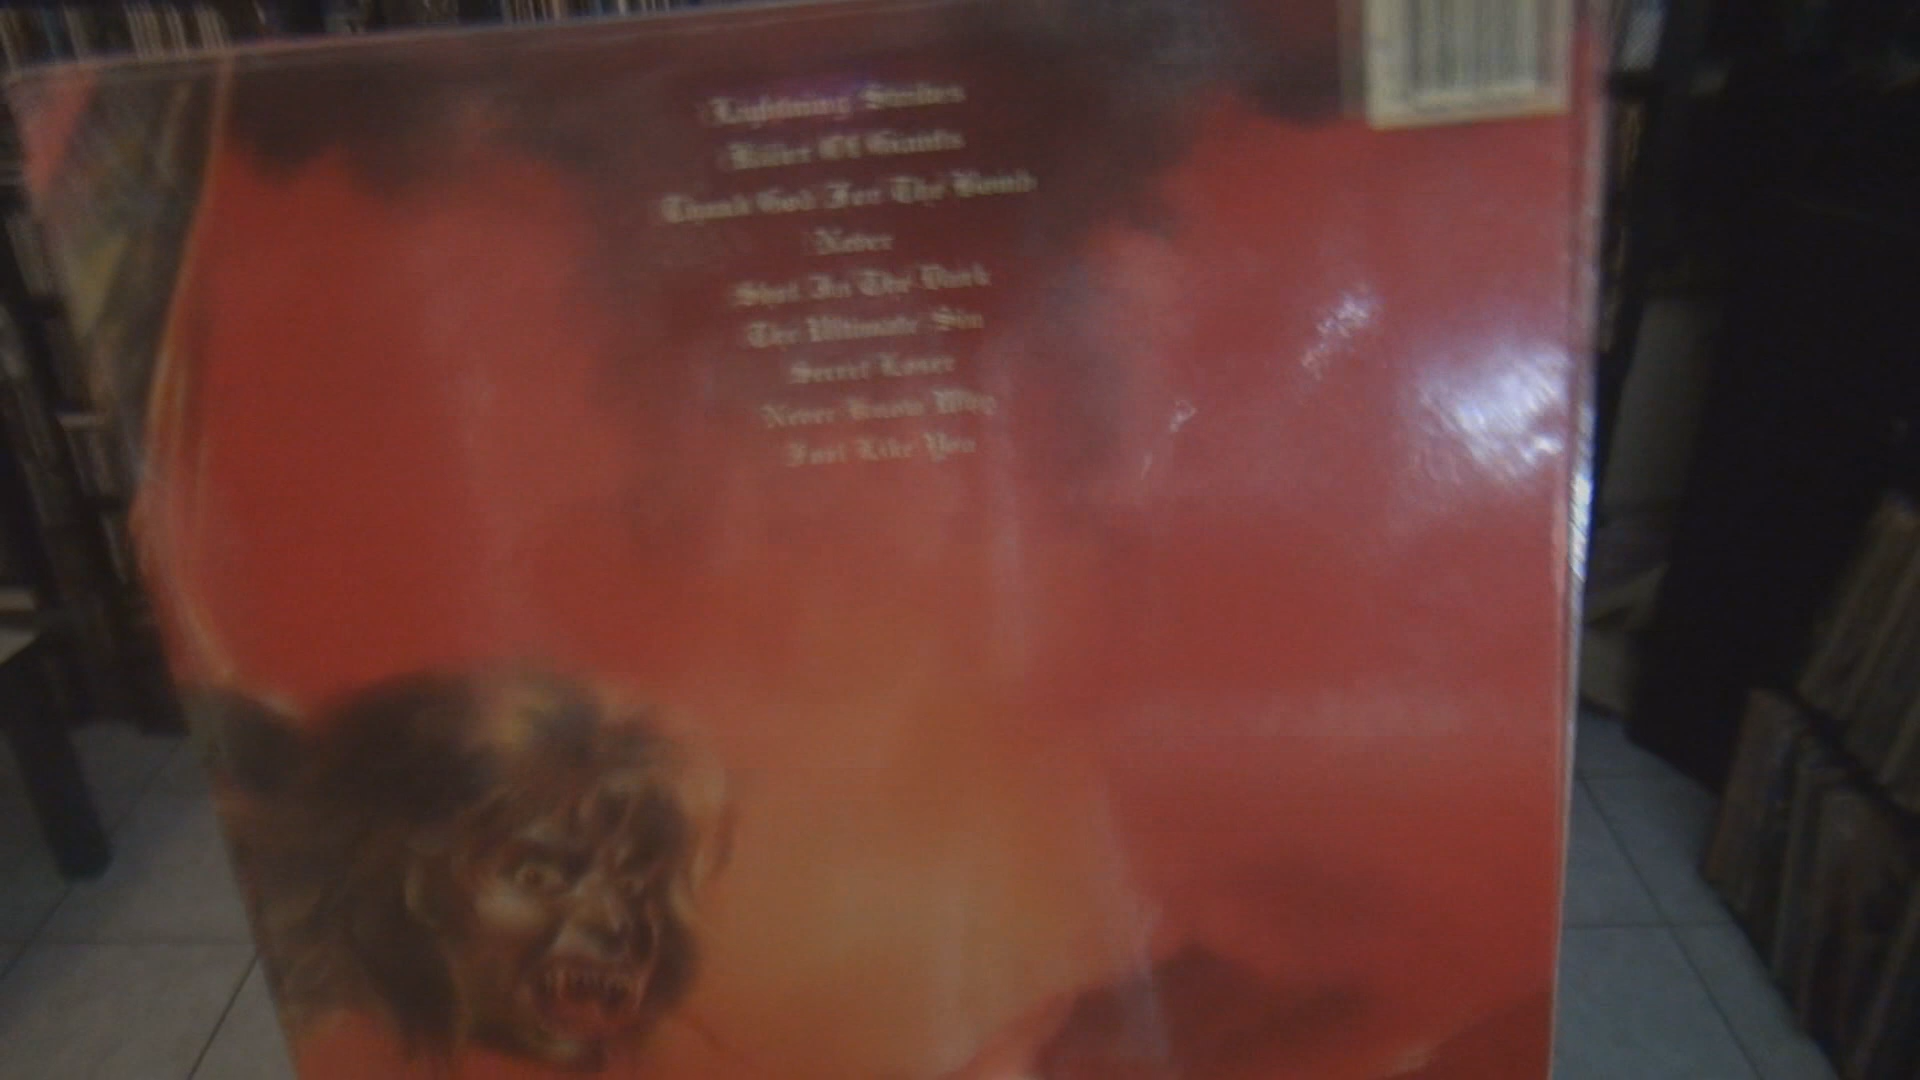 Lightning Strikes
Killer Of Giants
Thank God For The Bomb
Never
Shot In The Dark
The Ultimate Sin
Secret Loser
Never Know Why
Fool Like You